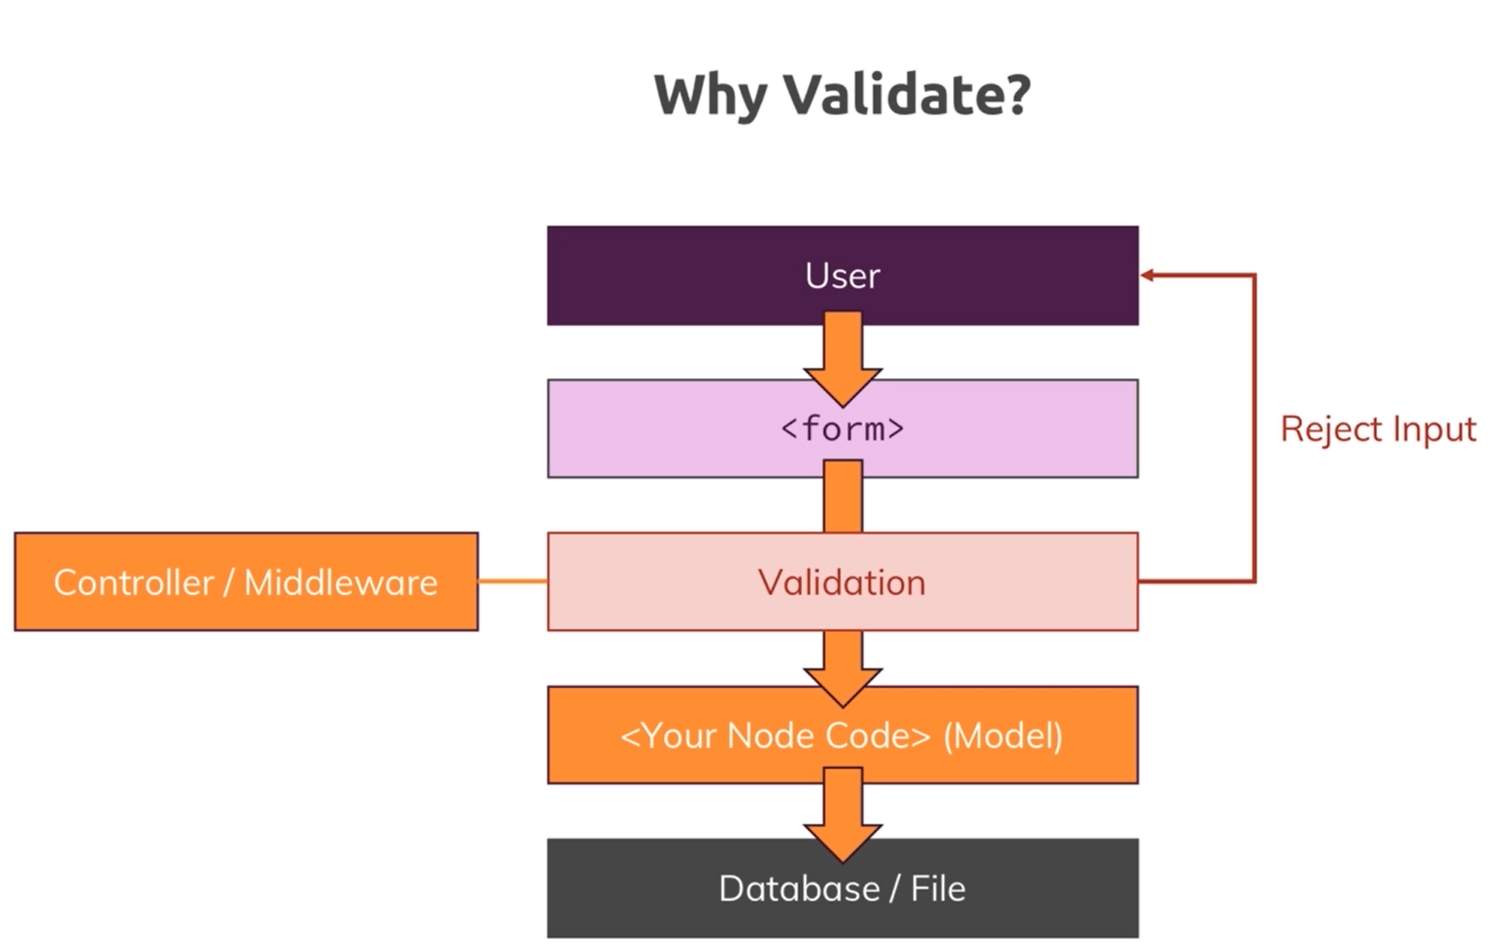 Why Validate?
User
<form>
Reject Input
Controller / Middleware
Validation
<Your Node Code> (Model)
Database / File